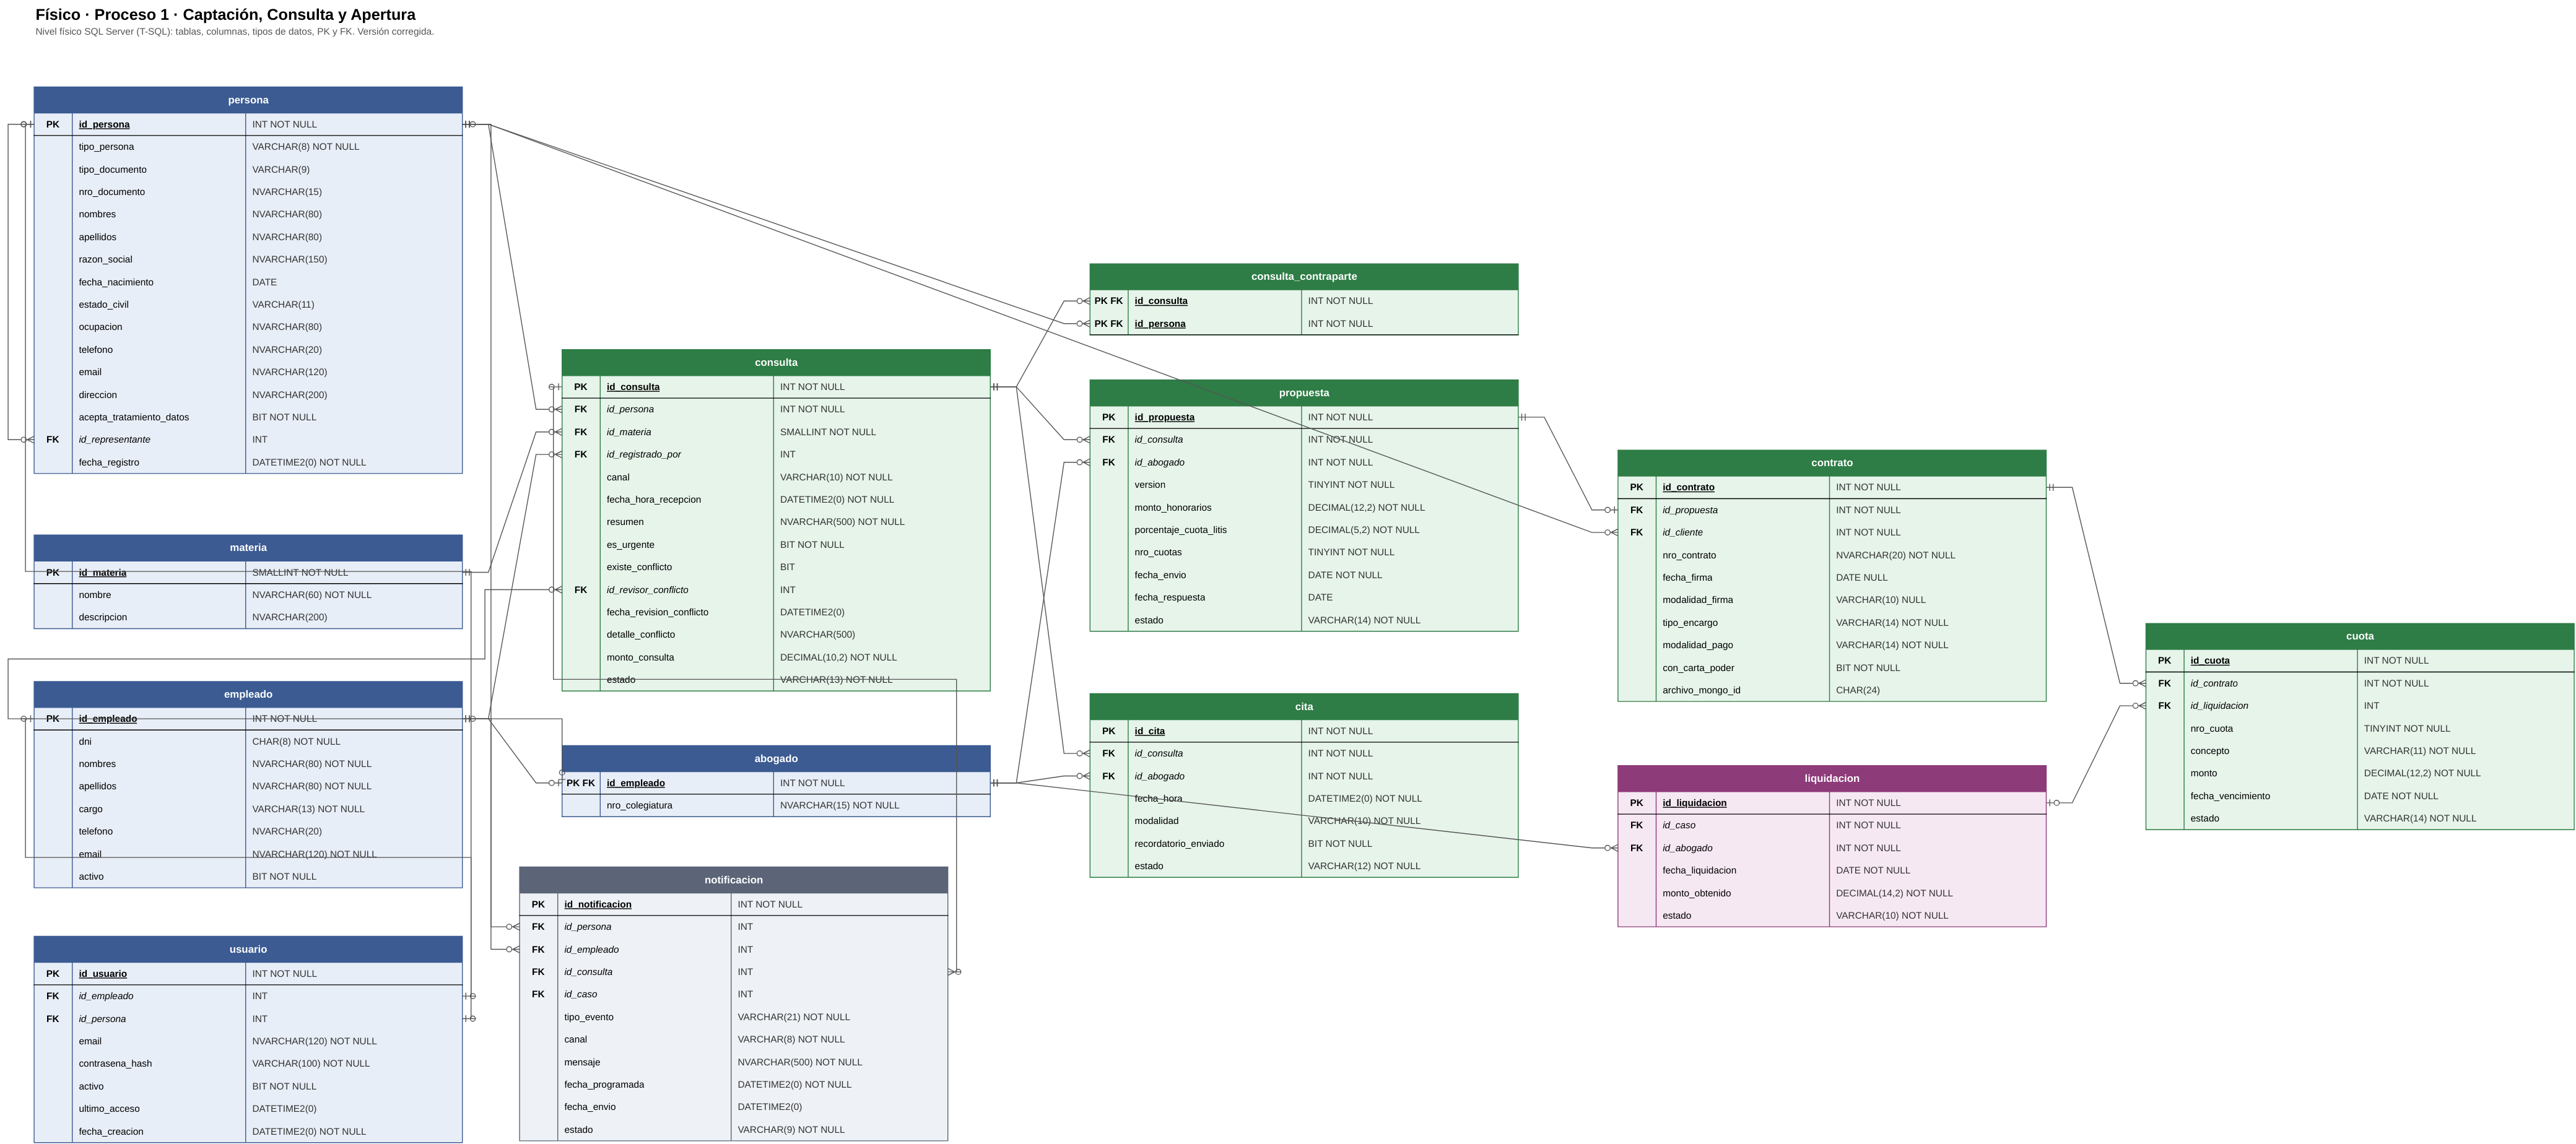 Físico · Proceso 1 · Captación, Consulta y Apertura
Nivel físico SQL Server (T-SQL): tablas, columnas, tipos de datos, PK y FK. Versión corregida.
persona
PK id_persona INT NOT NULL
tipo_persona VARCHAR(8) NOT NULL
tipo_documento VARCHAR(9)
nro_documento NVARCHAR(15)
nombres NVARCHAR(80)
apellidos NVARCHAR(80)
razon_social NVARCHAR(150)
fecha_nacimiento DATE
estado_civil VARCHAR(11)
ocupacion NVARCHAR(80)
telefono NVARCHAR(20)
email NVARCHAR(120)
direccion NVARCHAR(200)
acepta_tratamiento_datos BIT NOT NULL
FK id_representante INT
fecha_registro DATETIME2(0) NOT NULL
materia
PK id_materia SMALLINT NOT NULL
nombre NVARCHAR(60) NOT NULL
descripcion NVARCHAR(200)
empleado
PK id_empleado INT NOT NULL
dni CHAR(8) NOT NULL
nombres NVARCHAR(80) NOT NULL
apellidos NVARCHAR(80) NOT NULL
cargo VARCHAR(13) NOT NULL
telefono NVARCHAR(20)
email NVARCHAR(120) NOT NULL
activo BIT NOT NULL
usuario
PK id_usuario INT NOT NULL
FK id_empleado INT
FK id_persona INT
email NVARCHAR(120) NOT NULL
contrasena_hash VARCHAR(100) NOT NULL
activo BIT NOT NULL
ultimo_acceso DATETIME2(0)
fecha_creacion DATETIME2(0) NOT NULL
consulta
PK id_consulta INT NOT NULL
FK id_persona INT NOT NULL
FK id_materia SMALLINT NOT NULL
FK id_registrado_por INT
canal VARCHAR(10) NOT NULL
fecha_hora_recepcion DATETIME2(0) NOT NULL
resumen NVARCHAR(500) NOT NULL
es_urgente BIT NOT NULL
existe_conflicto BIT
FK id_revisor_conflicto INT
fecha_revision_conflicto DATETIME2(0)
detalle_conflicto NVARCHAR(500)
monto_consulta DECIMAL(10,2) NOT NULL
estado VARCHAR(13) NOT NULL
abogado
PK FK id_empleado INT NOT NULL
nro_colegiatura NVARCHAR(15) NOT NULL
notificacion
PK id_notificacion INT NOT NULL
FK id_persona INT
FK id_empleado INT
FK id_consulta INT
FK id_caso INT
tipo_evento VARCHAR(21) NOT NULL
canal VARCHAR(8) NOT NULL
mensaje NVARCHAR(500) NOT NULL
fecha_programada DATETIME2(0) NOT NULL
fecha_envio DATETIME2(0)
estado VARCHAR(9) NOT NULL
consulta_contraparte
PK FK id_consulta INT NOT NULL
PK FK id_persona INT NOT NULL
propuesta
PK id_propuesta INT NOT NULL
FK id_consulta INT NOT NULL
FK id_abogado INT NOT NULL
version TINYINT NOT NULL
monto_honorarios DECIMAL(12,2) NOT NULL
porcentaje_cuota_litis DECIMAL(5,2) NOT NULL
nro_cuotas TINYINT NOT NULL
fecha_envio DATE NOT NULL
fecha_respuesta DATE
estado VARCHAR(14) NOT NULL
cita
PK id_cita INT NOT NULL
FK id_consulta INT NOT NULL
FK id_abogado INT NOT NULL
fecha_hora DATETIME2(0) NOT NULL
modalidad VARCHAR(10) NOT NULL
recordatorio_enviado BIT NOT NULL
estado VARCHAR(12) NOT NULL
contrato
PK id_contrato INT NOT NULL
FK id_propuesta INT NOT NULL
FK id_cliente INT NOT NULL
nro_contrato NVARCHAR(20) NOT NULL
fecha_firma DATE NULL
modalidad_firma VARCHAR(10) NULL
tipo_encargo VARCHAR(14) NOT NULL
modalidad_pago VARCHAR(14) NOT NULL
con_carta_poder BIT NOT NULL
archivo_mongo_id CHAR(24)
liquidacion
PK id_liquidacion INT NOT NULL
FK id_caso INT NOT NULL
FK id_abogado INT NOT NULL
fecha_liquidacion DATE NOT NULL
monto_obtenido DECIMAL(14,2) NOT NULL
estado VARCHAR(10) NOT NULL
cuota
PK id_cuota INT NOT NULL
FK id_contrato INT NOT NULL
FK id_liquidacion INT
nro_cuota TINYINT NOT NULL
concepto VARCHAR(11) NOT NULL
monto DECIMAL(12,2) NOT NULL
fecha_vencimiento DATE NOT NULL
estado VARCHAR(14) NOT NULL